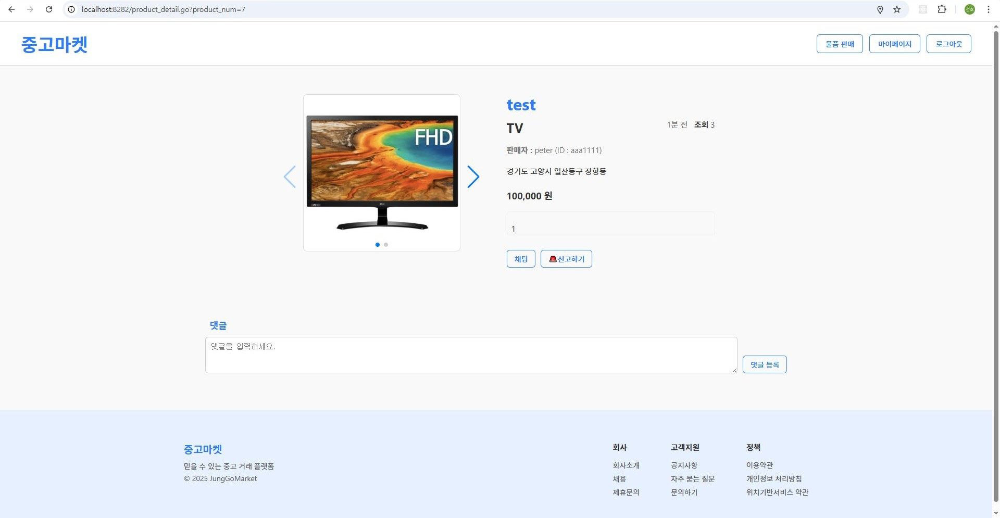 localhost:8282/product_detail.go?product_num=7
성호
중고마켓
물품 판매
마이페이지
로그아웃
FHD
LG
test
TV
1분 전 조회 3
판매자 : peter (ID : aaa1111)
경기도 고양시 일산동구 장항동
100,000 원
1
채팅
🚨신고하기
댓글
댓글을 입력하세요.
댓글 등록
중고마켓
믿을 수 있는 중고 거래 플랫폼
© 2025 JungGoMarket
회사
회사소개
채용
제휴문의
고객지원
공지사항
자주 묻는 질문
문의하기
정책
이용약관
개인정보 처리방침
위치기반서비스 약관